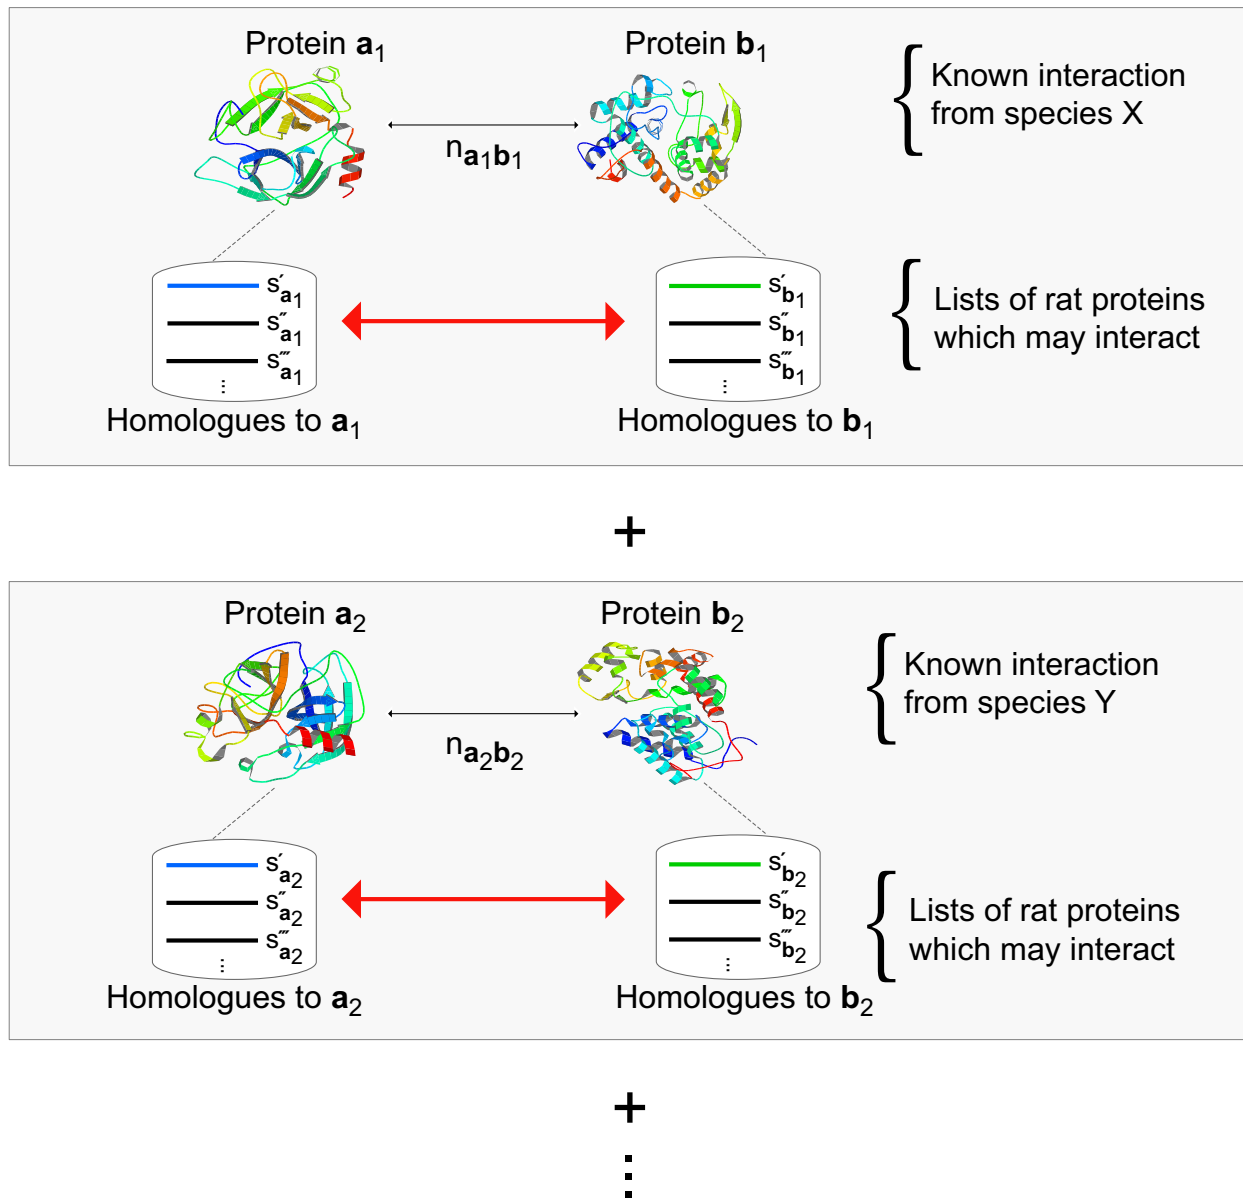 Protein a₁
Protein b₁
{ Known interaction
from species X
nₐ₁b₁
s′ₐ₁
s″ₐ₁
s‴ₐ₁
⋮
s′b₁
s″b₁
s‴b₁
⋮
{ Lists of rat proteins
which may interact
Homologues to a₁
Homologues to b₁
+
Protein a₂
Protein b₂
{ Known interaction
from species Y
nₐ₂b₂
s′ₐ₂
s″ₐ₂
s‴ₐ₂
⋮
s′b₂
s″b₂
s‴b₂
⋮
{ Lists of rat proteins
which may interact
Homologues to a₂
Homologues to b₂
+
⋮